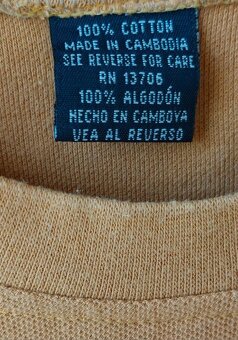 100% COTTON
MADE IN CAMBODIA
SEE REVERSE FOR CARE
RN 13706
100% ALGODÓN
HECHO EN CAMBOYA
VEA AL REVERSO